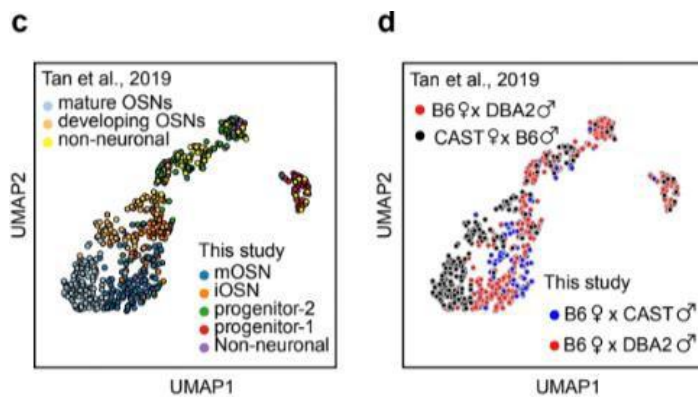 c
Tan et al., 2019
mature OSNs
developing OSNs
non-neuronal
This study
mOSN
iOSN
progenitor-2
progenitor-1
Non-neuronal
UMAP2
UMAP1
d
Tan et al., 2019
B6♀x DBA2♂
CAST♀x B6♂
This study
B6♀ x CAST♂
B6♀ x DBA2♂
UMAP2
UMAP1